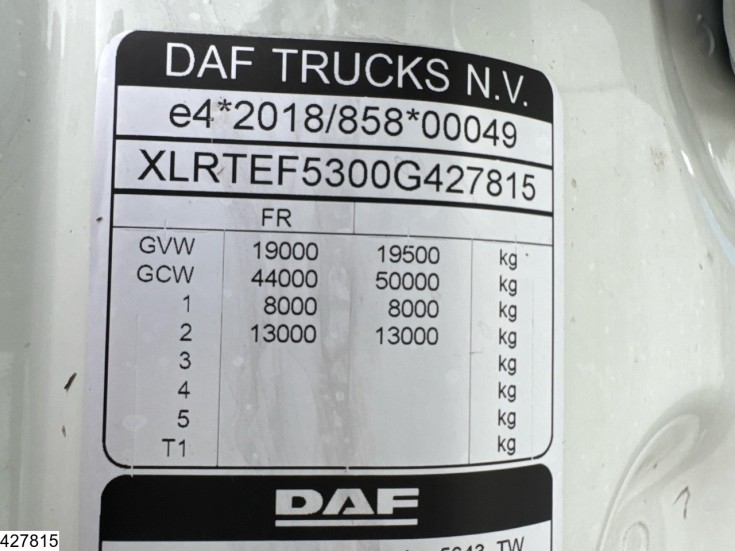 DAF TRUCKS N.V.
e4*2018/858*00049
XLRTEF5300G427815
FR
GVW 19000 19500 kg
GCW 44000 50000 kg
1 8000 8000 kg
2 13000 13000 kg
3 kg
4 kg
5 kg
T1 kg
DAF
TW
427815